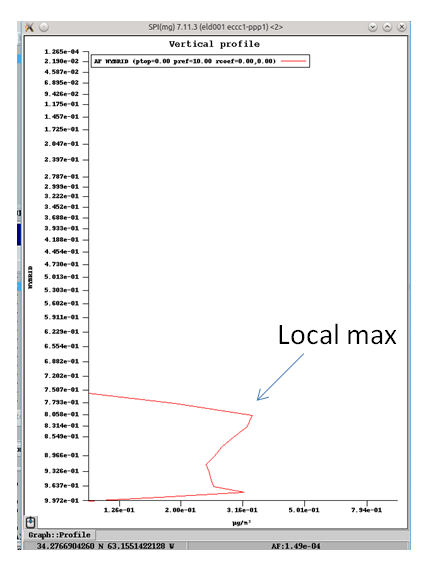 SPI(mg) 7.11.3 (eld001 eccc1-ppp1) <2>
Vertical profile
1.265e-04
AF HYBRID (ptop=0.00 pref=10.00 rcoef=0.00,0.00)
2.190e-02
4.587e-02
6.895e-02
9.426e-02
1.175e-01
1.457e-01
1.725e-01
2.047e-01
2.397e-01
2.787e-01
2.999e-01
3.222e-01
3.452e-01
3.688e-01
3.933e-01
4.188e-01
4.454e-01
4.730e-01
HYBRID
5.013e-01
5.303e-01
5.602e-01
5.911e-01
6.229e-01
Local max
6.554e-01
6.882e-01
7.202e-01
7.507e-01
7.793e-01
8.058e-01
8.314e-01
8.549e-01
8.966e-01
9.326e-01
9.637e-01
9.972e-01
1.26e-01 2.00e-01 3.16e-01 5.01e-01 7.94e-01
µg/m³
Graph::Profile
34.2766904260 N 63.1551422128 W AF:1.49e-04